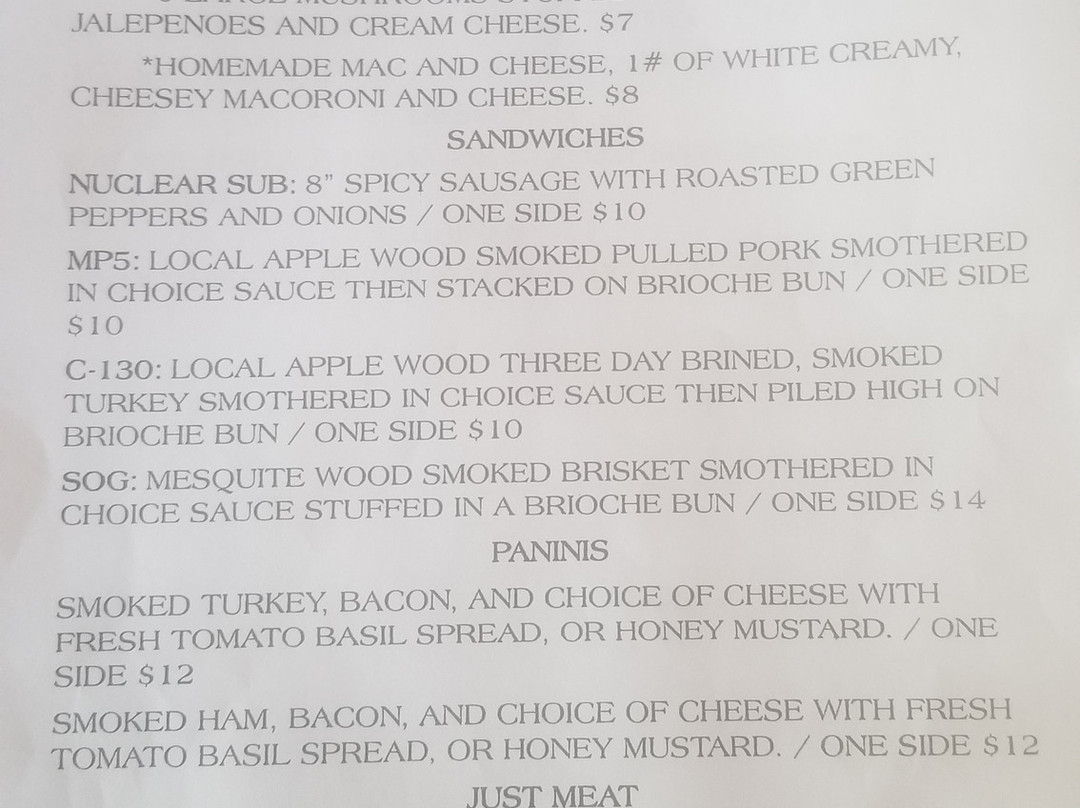 JALEPENOES AND CREAM CHEESE. $7
*HOMEMADE MAC AND CHEESE, 1# OF WHITE CREAMY,
CHEESEY MACORONI AND CHEESE. $8
SANDWICHES
NUCLEAR SUB: 8" SPICY SAUSAGE WITH ROASTED GREEN
PEPPERS AND ONIONS / ONE SIDE $10
MP5: LOCAL APPLE WOOD SMOKED PULLED PORK SMOTHERED
IN CHOICE SAUCE THEN STACKED ON BRIOCHE BUN / ONE SIDE
$10
C-130: LOCAL APPLE WOOD THREE DAY BRINED, SMOKED
TURKEY SMOTHERED IN CHOICE SAUCE THEN PILED HIGH ON
BRIOCHE BUN / ONE SIDE $10
SOG: MESQUITE WOOD SMOKED BRISKET SMOTHERED IN
CHOICE SAUCE STUFFED IN A BRIOCHE BUN / ONE SIDE $14
PANINIS
SMOKED TURKEY, BACON, AND CHOICE OF CHEESE WITH
FRESH TOMATO BASIL SPREAD, OR HONEY MUSTARD. / ONE
SIDE $12
SMOKED HAM, BACON, AND CHOICE OF CHEESE WITH FRESH
TOMATO BASIL SPREAD, OR HONEY MUSTARD. / ONE SIDE $12
JUST MEAT